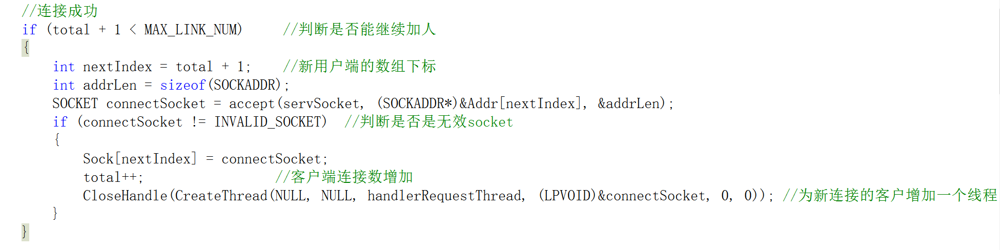 //连接成功
if (total + 1 < MAX_LINK_NUM)     //判断是否能继续加人
{
    int nextIndex = total + 1;    //新用户端的数组下标
    int addrLen = sizeof(SOCKADDR);
    SOCKET connectSocket = accept(servSocket, (SOCKADDR*)&Addr[nextIndex], &addrLen);
    if (connectSocket != INVALID_SOCKET)  //判断是否是无效socket
    {
        Sock[nextIndex] = connectSocket;
        total++;                 //客户端连接数增加
        CloseHandle(CreateThread(NULL, NULL, handlerRequestThread, (LPVOID)&connectSocket, 0, 0)); //为新连接的客户增加一个线程
    }
}